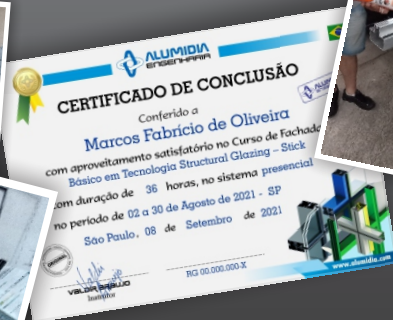 ALUMIDIA
ENGENHARIA
CERTIFICADO DE CONCLUSÃO
Conferido a
Marcos Fabrício de Oliveira
com aproveitamento satisfatório no Curso de Fachada
Básico em Tecnologia Structural Glazing – Stick
com duração de 36 horas, no sistema presencial
no período de 02 a 30 de Agosto de 2021 - SP
São Paulo, 08 de Setembro de 2021
VALDIR ARAUJO
Instrutor
RG 00.000.000-X
www.alumidia.com